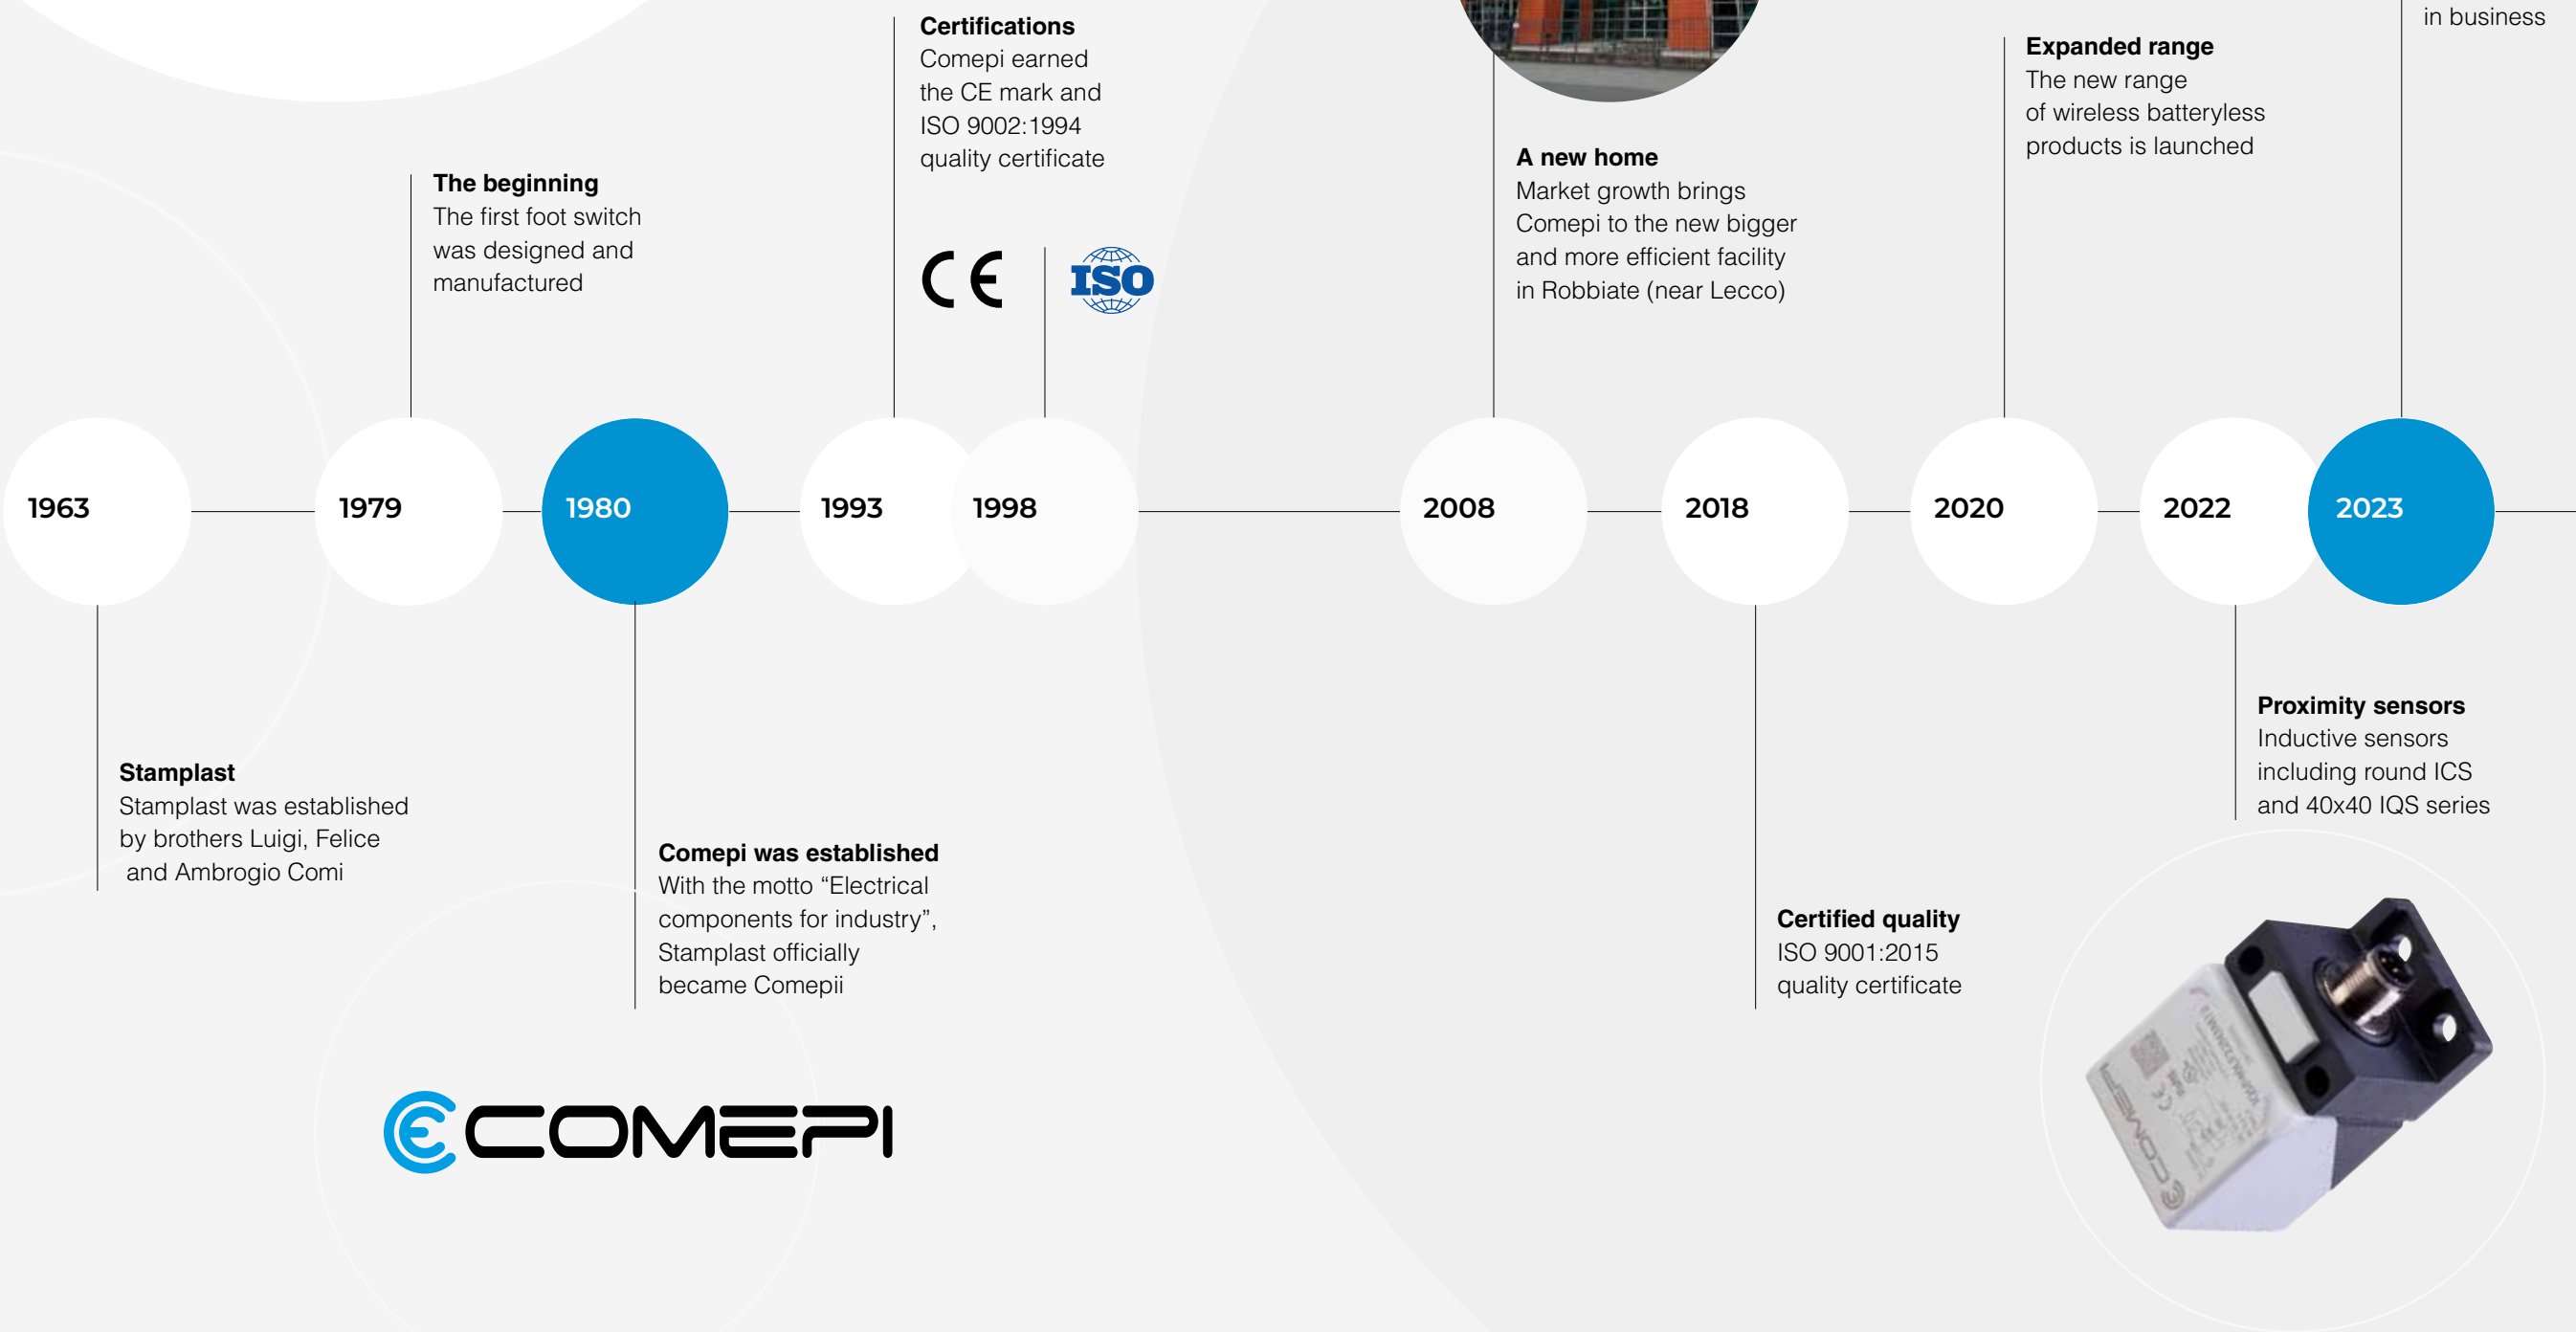 in business
Certifications
Comepi earned
the CE mark and
ISO 9002:1994
quality certificate
Expanded range
The new range
of wireless batteryless
products is launched
A new home
Market growth brings
Comepi to the new bigger
and more efficient facility
in Robbiate (near Lecco)
The beginning
The first foot switch
was designed and
manufactured
CE
ISO
1963
1979
1980
1993
1998
2008
2018
2020
2022
2023
Stamplast
Stamplast was established
by brothers Luigi, Felice
and Ambrogio Comi
Comepi was established
With the motto “Electrical
components for industry”,
Stamplast officially
became Comepii
Certified quality
ISO 9001:2015
quality certificate
Proximity sensors
Inductive sensors
including round ICS
and 40x40 IQS series
COMEPI
COMEPI